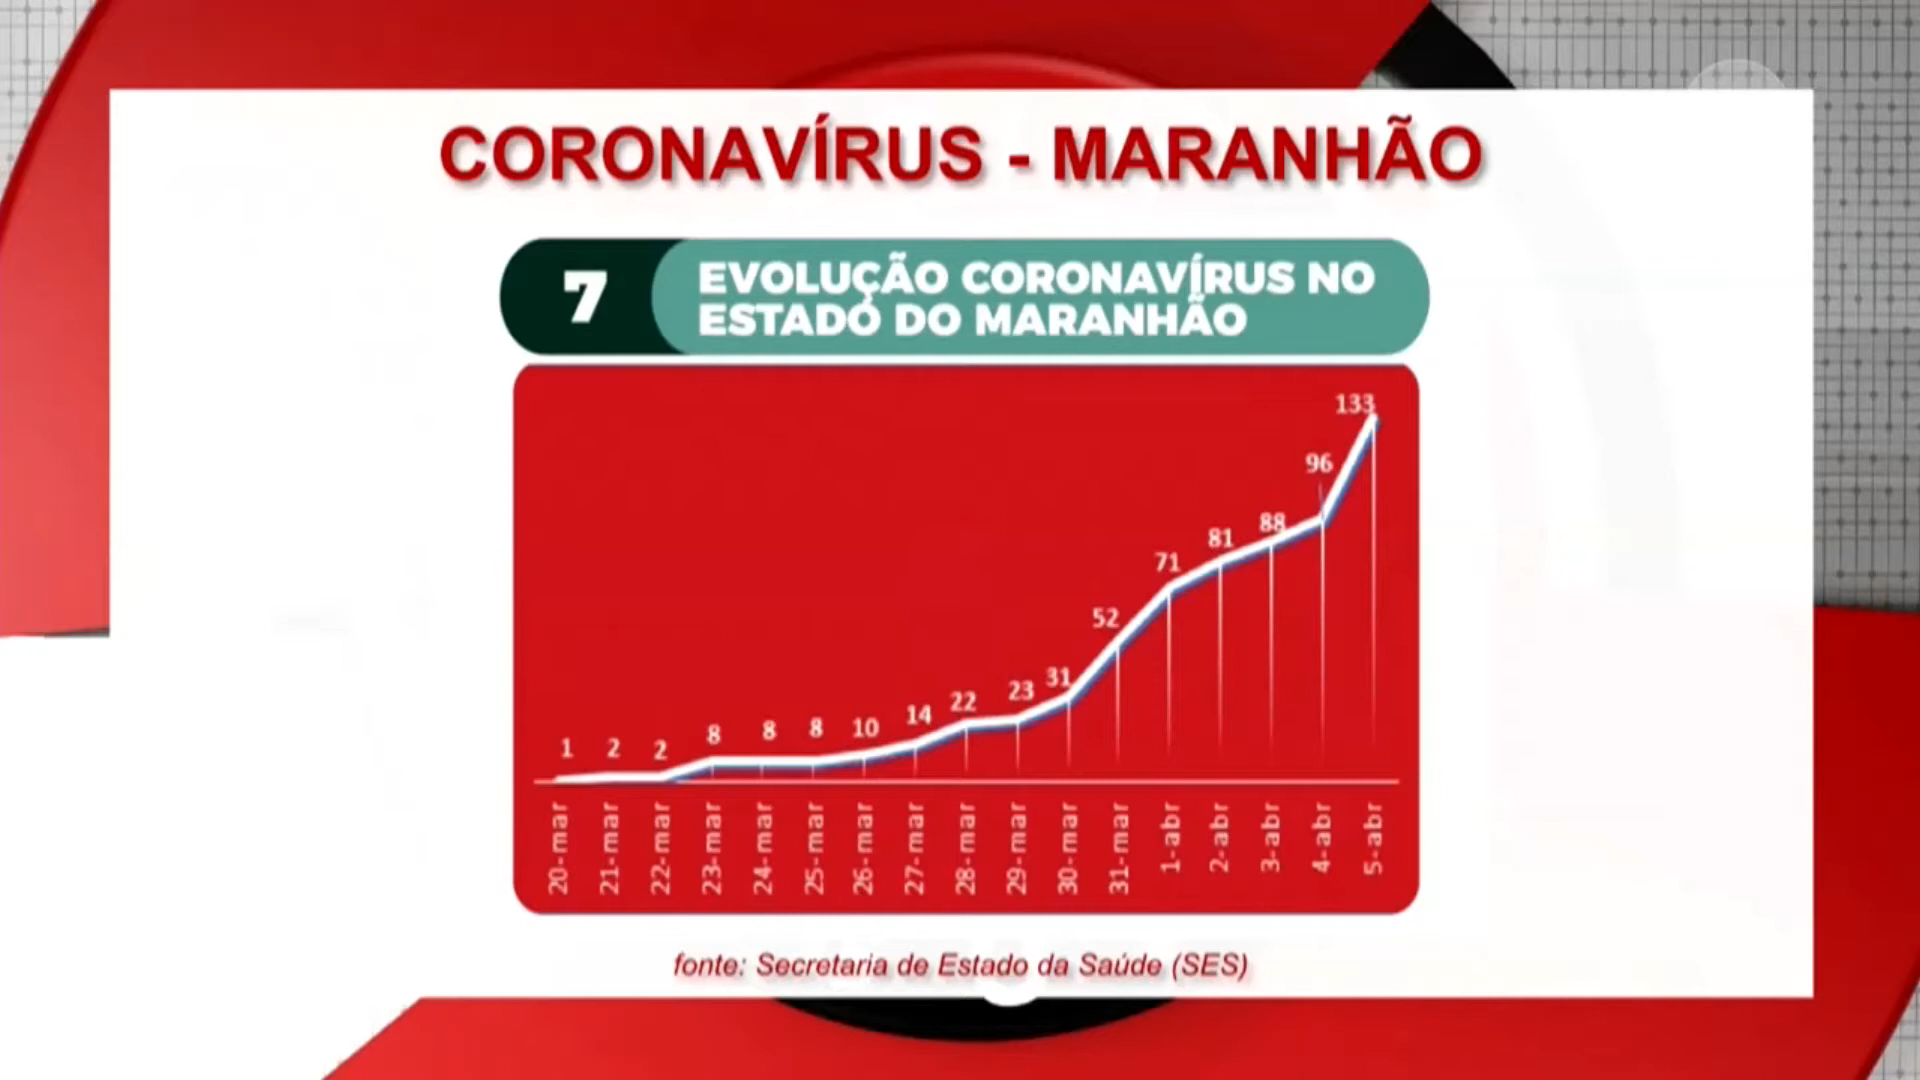 CORONAVÍRUS - MARANHÃO
7
EVOLUÇÃO CORONAVÍRUS NO
ESTADO DO MARANHÃO
133
96
88
81
71
52
31
23
22
14
10
8
8
8
2
2
1
20-mar
21-mar
22-mar
23-mar
24-mar
25-mar
26-mar
27-mar
28-mar
29-mar
30-mar
31-mar
1-abr
2-abr
3-abr
4-abr
5-abr
fonte: Secretaria de Estado da Saúde (SES)